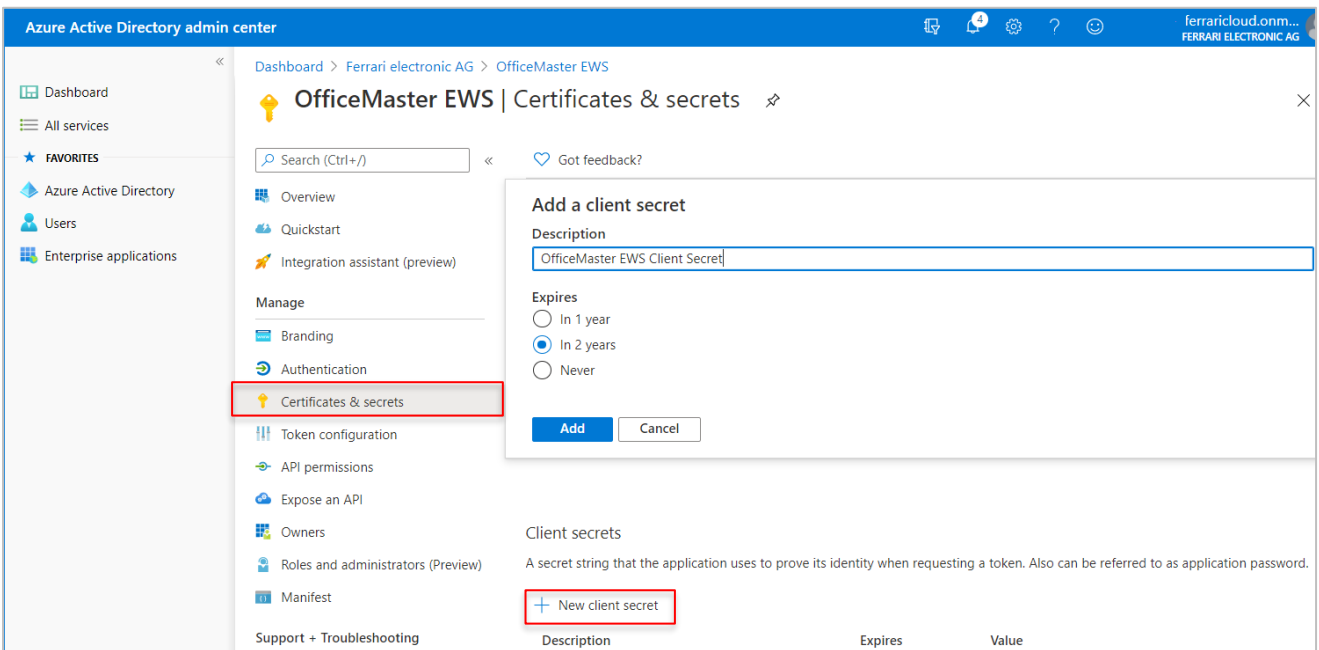 Azure Active Directory admin center
4
ferraricloud.onm...
FERRARI ELECTRONIC AG
Dashboard
All services
FAVORITES
Azure Active Directory
Users
Enterprise applications
Dashboard > Ferrari electronic AG > OfficeMaster EWS
OfficeMaster EWS | Certificates & secrets
Search (Ctrl+/)
Overview
Quickstart
Integration assistant (preview)
Manage
Branding
Authentication
Certificates & secrets
Token configuration
API permissions
Expose an API
Owners
Roles and administrators (Preview)
Manifest
Support + Troubleshooting
Got feedback?
Add a client secret
Description
OfficeMaster EWS Client Secret
Expires
In 1 year
In 2 years
Never
Add Cancel
Client secrets
A secret string that the application uses to prove its identity when requesting a token. Also can be referred to as application password.
New client secret
Description Expires Value